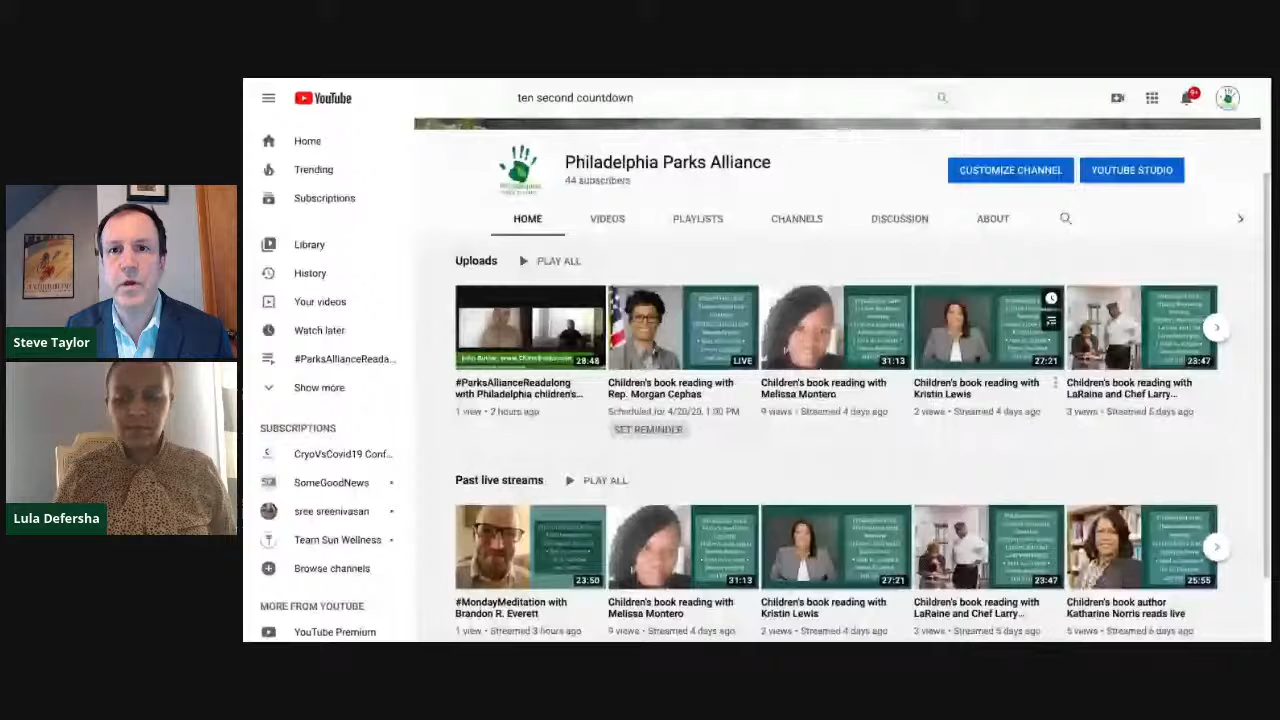 YouTube
ten second countdown
9+
Home
Trending
Subscriptions
Library
History
Your videos
Watch later
#ParksAllianceReada...
Show more
SUBSCRIPTIONS
CryoVsCovid19 Conf...
SomeGoodNews
sree sreenivasan
Team Sun Wellness
Browse channels
MORE FROM YOUTUBE
YouTube Premium
Philadelphia Parks Alliance
44 subscribers
CUSTOMIZE CHANNEL
YOUTUBE STUDIO
HOME
VIDEOS
PLAYLISTS
CHANNELS
DISCUSSION
ABOUT
Uploads
PLAY ALL
28:48
LIVE
31:13
27:21
23:47
#ParksAllianceReadalong
with Philadelphia children's...
1 view • 2 hours ago
Children's book reading with
Rep. Morgan Cephas
Scheduled for 4/20/20, 1:00 PM
SET REMINDER
Children's book reading with
Melissa Montero
9 views • Streamed 4 days ago
Children's book reading with
Kristin Lewis
2 views • Streamed 4 days ago
Children's book reading with
LaRaine and Chef Larry...
3 views • Streamed 5 days ago
Past live streams
PLAY ALL
23:50
31:13
27:21
23:47
25:55
#MondayMeditation with
Brandon R. Everett
1 view • Streamed 3 hours ago
Children's book reading with
Melissa Montero
9 views • Streamed 4 days ago
Children's book reading with
Kristin Lewis
2 views • Streamed 4 days ago
Children's book reading with
LaRaine and Chef Larry...
3 views • Streamed 5 days ago
Children's book author
Katharine Norris reads live
5 views • Streamed 6 days ago
Steve Taylor
Lula Defersha